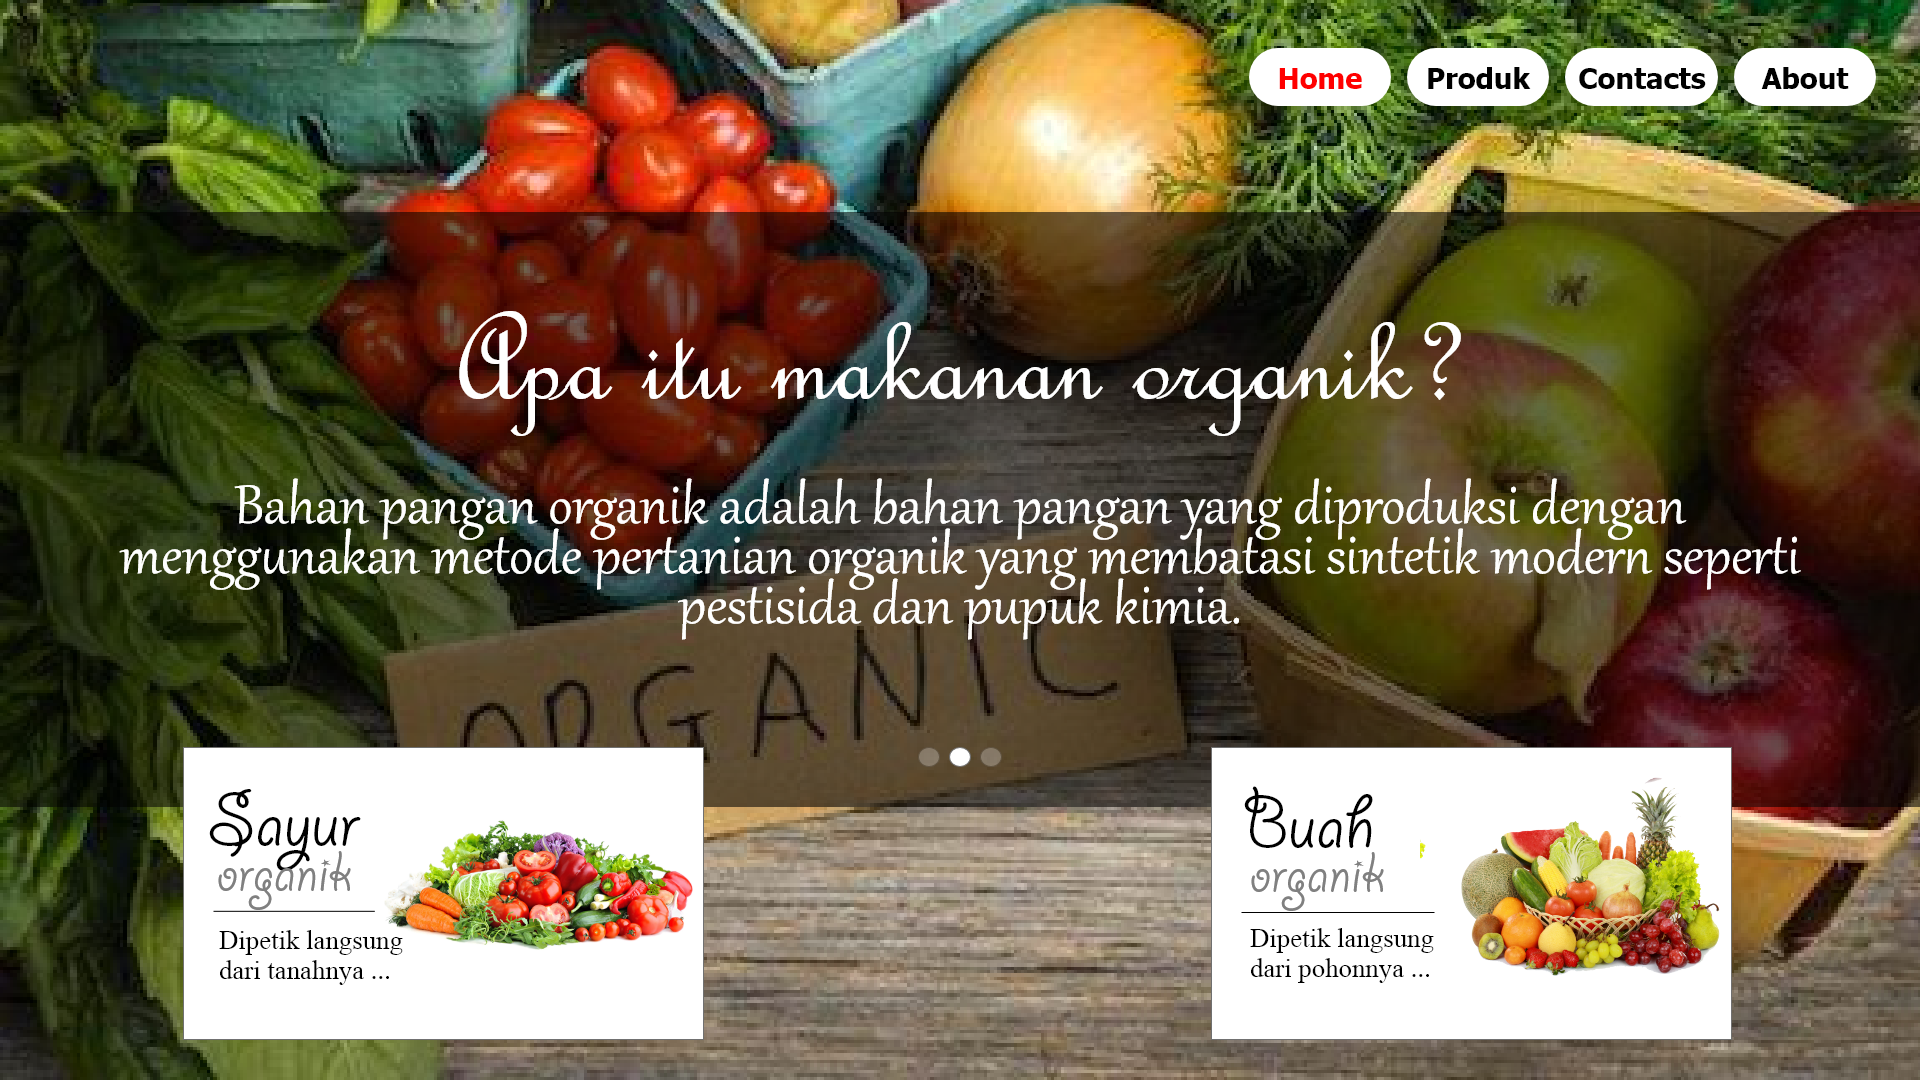 Home Produk Contacts About
Apa itu makanan organik?
Bahan pangan organik adalah bahan pangan yang diproduksi dengan
menggunakan metode pertanian organik yang membatasi sintetik modern seperti
pestisida dan pupuk kimia.
ORGANIC
Sayur
organik
Dipetik langsung
dari tanahnya ...
Buah
organik
Dipetik langsung
dari pohonnya ...